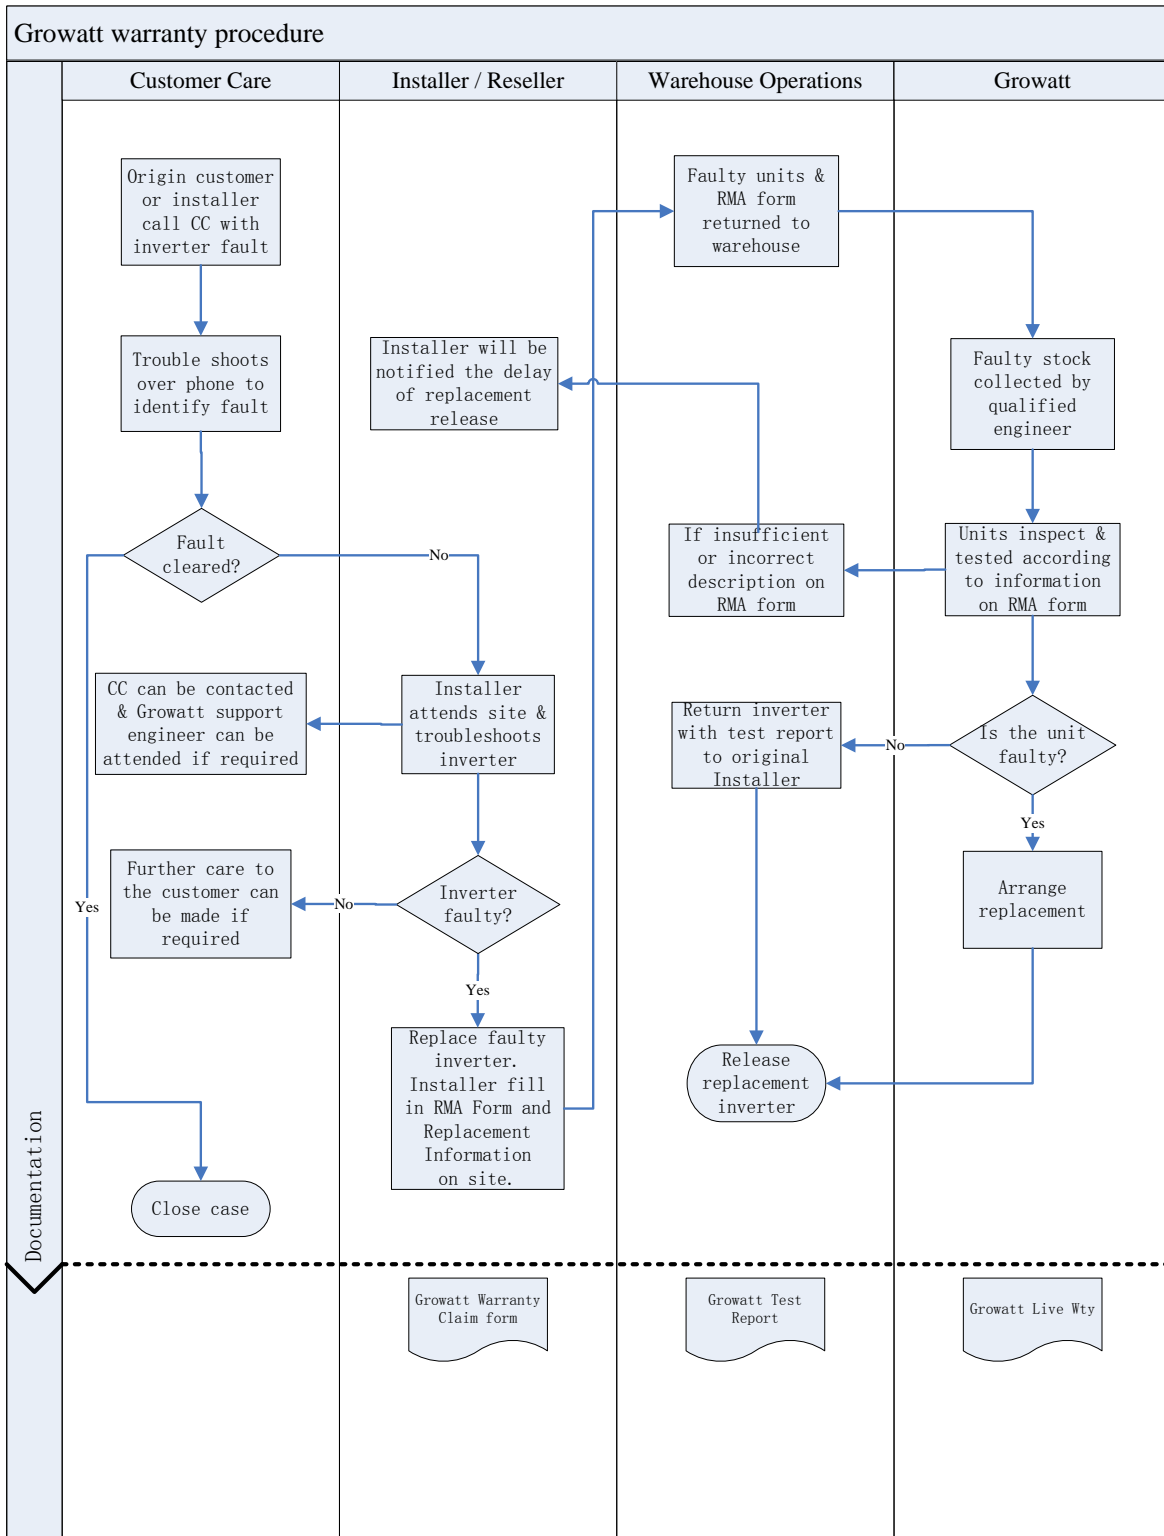 Growatt warranty procedure
Customer Care
Installer / Reseller
Warehouse Operations
Growatt
Origin customer
or installer
call CC with
inverter fault
Trouble shoots
over phone to
identify fault
Fault
cleared?
No
Yes
CC can be contacted
& Growatt support
engineer can be
attended if required
Further care to
the customer can
be made if
required
Close case
Installer will be
notified the delay
of replacement
release
Installer
attends site &
troubleshoots
inverter
Inverter
faulty?
No
Yes
Replace faulty
inverter.
Installer fill
in RMA Form and
Replacement
Information
on site.
Faulty units &
RMA form
returned to
warehouse
If insufficient
or incorrect
description on
RMA form
Return inverter
with test report
to original
Installer
Release
replacement
inverter
Faulty stock
collected by
qualified
engineer
Units inspect &
tested according
to information
on RMA form
Is the unit
faulty?
No
Yes
Arrange
replacement
Documentation
Growatt Warranty
Claim form
Growatt Test
Report
Growatt Live Wty